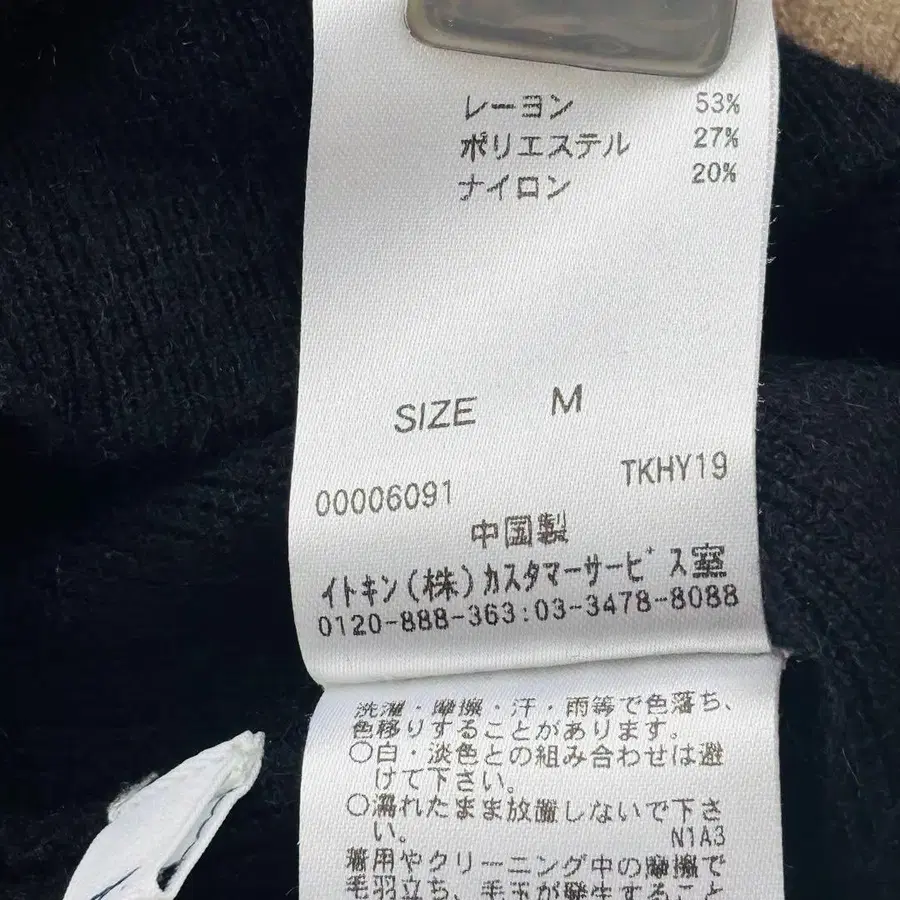 レーヨン 53%
ポリエステル 27%
ナイロン 20%
SIZE M
00006091 TKHY19
中国製
イトキン(株)カスタマーサービス室
0120-888-363:03-3478-8088
洗濯・摩擦・汗・雨等で色落ち、
色移りすることがあります。
○白・淡色との組み合わせは避
けて下さい。
○濡れたまま放置しないで下さ
い。
N1A3
着用やクリーニング中の摩擦で
毛羽立ち、毛玉が発生すること